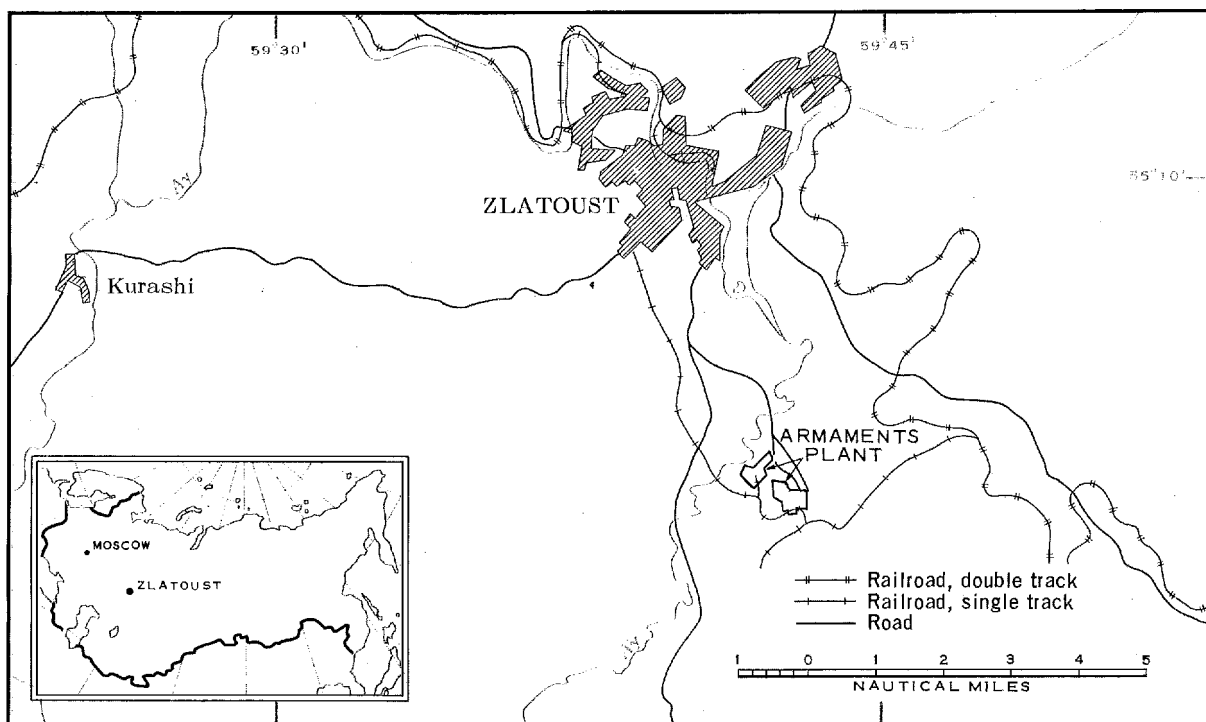 59°30'
59°45'
55°10'
Ay
ZLATOUST
Kurashi
ARMAMENTS
PLANT
MOSCOW
ZLATOUST
Railroad, double track
Railroad, single track
Road
Ay
1 0 1 2 3 4 5
NAUTICAL MILES